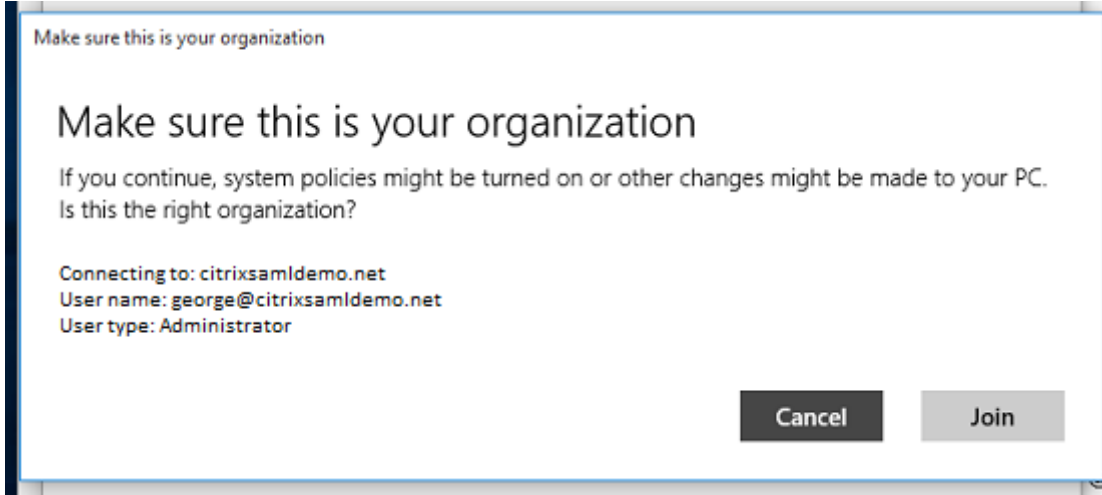 Make sure this is your organization
Make sure this is your organization
If you continue, system policies might be turned on or other changes might be made to your PC.
Is this the right organization?
Connecting to: citrixsamldemo.net
User name: george@citrixsamldemo.net
User type: Administrator
Cancel Join